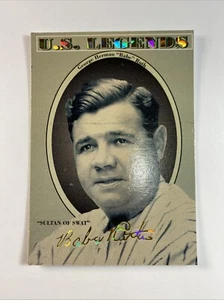 U.S. LEGENDS
George Herman "Babe" Ruth
"SULTAN OF SWAT"
Babe Ruth